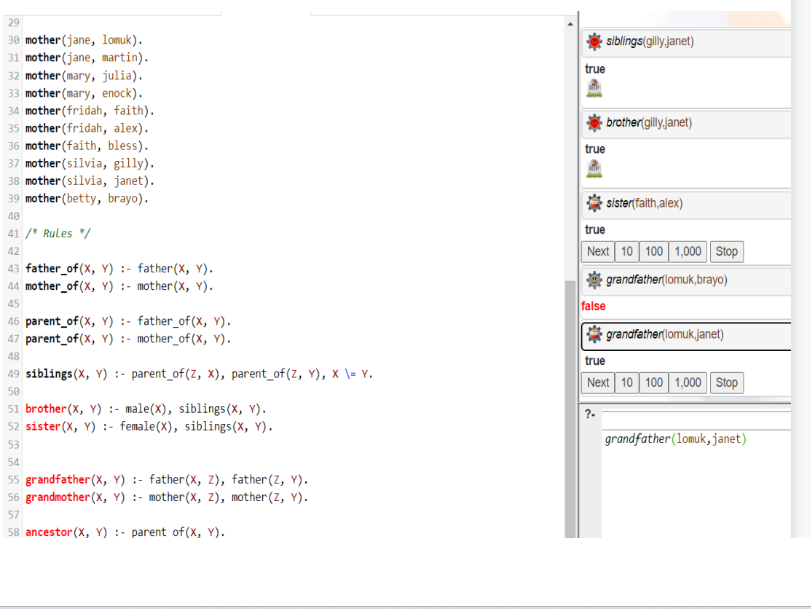 29
30 mother(jane, lomuk).
31 mother(jane, martin).
32 mother(mary, julia).
33 mother(mary, enock).
34 mother(fridah, faith).
35 mother(fridah, alex).
36 mother(faith, bless).
37 mother(silvia, gilly).
38 mother(silvia, janet).
39 mother(betty, brayo).
40
41 /* Rules */
42
43 father_of(X, Y) :- father(X, Y).
44 mother_of(X, Y) :- mother(X, Y).
45
46 parent_of(X, Y) :- father_of(X, Y).
47 parent_of(X, Y) :- mother_of(X, Y).
48
49 siblings(X, Y) :- parent_of(Z, X), parent_of(Z, Y), X \= Y.
50
51 brother(X, Y) :- male(X), siblings(X, Y).
52 sister(X, Y) :- female(X), siblings(X, Y).
53
54
55 grandfather(X, Y) :- father(X, Z), father(Z, Y).
56 grandmother(X, Y) :- mother(X, Z), mother(Z, Y).
57
58 ancestor(X, Y) :- parent of(X, Y).
siblings(gilly,janet)
true
brother(gilly,janet)
true
sister(faith,alex)
true
Next 10 100 1,000 Stop
grandfather(lomuk,brayo)
false
grandfather(lomuk,janet)
true
Next 10 100 1,000 Stop
?-
grandfather(lomuk,janet)